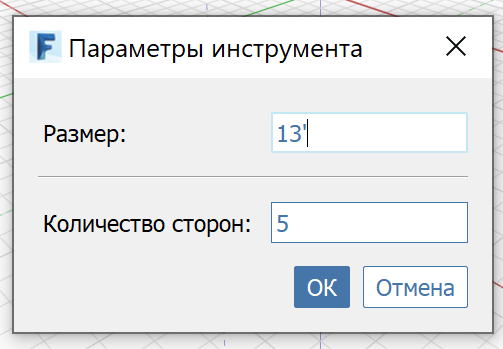 Параметры инструмента
Размер: 13'
Количество сторон: 5
OK Отмена